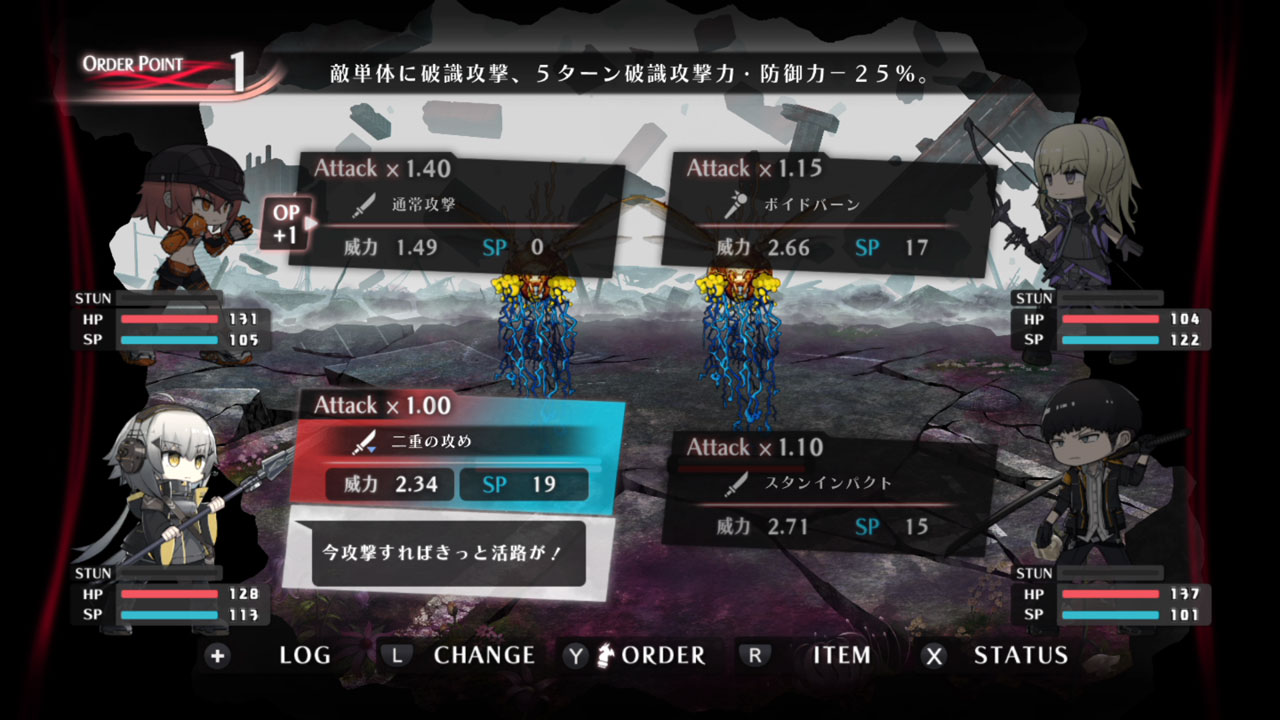 ORDER POINT 1
敵単体に破識攻撃、5ターン破識攻撃力・防御力-25%。
Attack × 1.40
通常攻撃
OP +1
威力 1.49 SP 0
Attack × 1.15
ボイドバーン
威力 2.66 SP 17
STUN
HP 131
SP 105
STUN
HP 104
SP 122
Attack × 1.00
二重の攻め
威力 2.34 SP 19
今攻撃すればきっと活路が!
Attack × 1.10
スタンインパクト
威力 2.71 SP 15
STUN
HP 128
SP 113
STUN
HP 137
SP 101
+ LOG L CHANGE Y ORDER R ITEM X STATUS